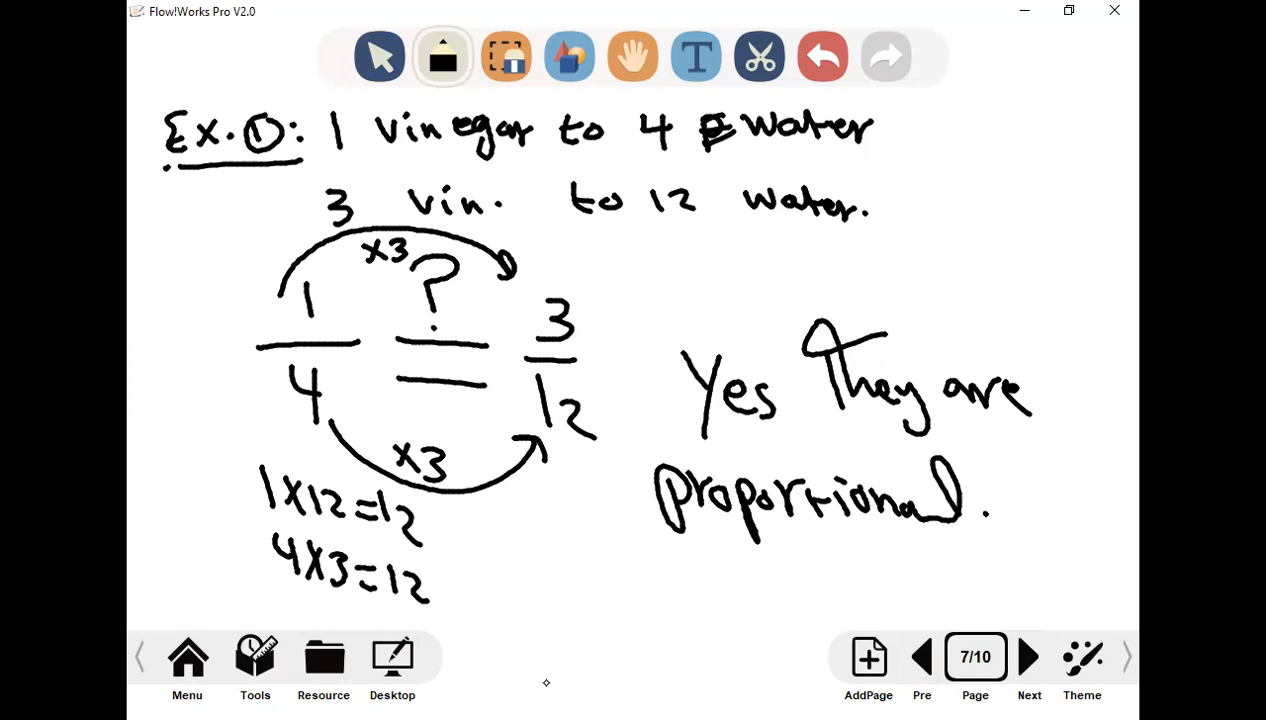 Flow!Works Pro V2.0
T
Ex. ①: 1 vinegar to 4 water
3 vin. to 12 water.
x3
1/4 ?= 3/12
x3
1x12=12
4x3=12
Yes They are
proportional.
Menu Tools Resource Desktop
7/10
AddPage Pre Page Next Theme